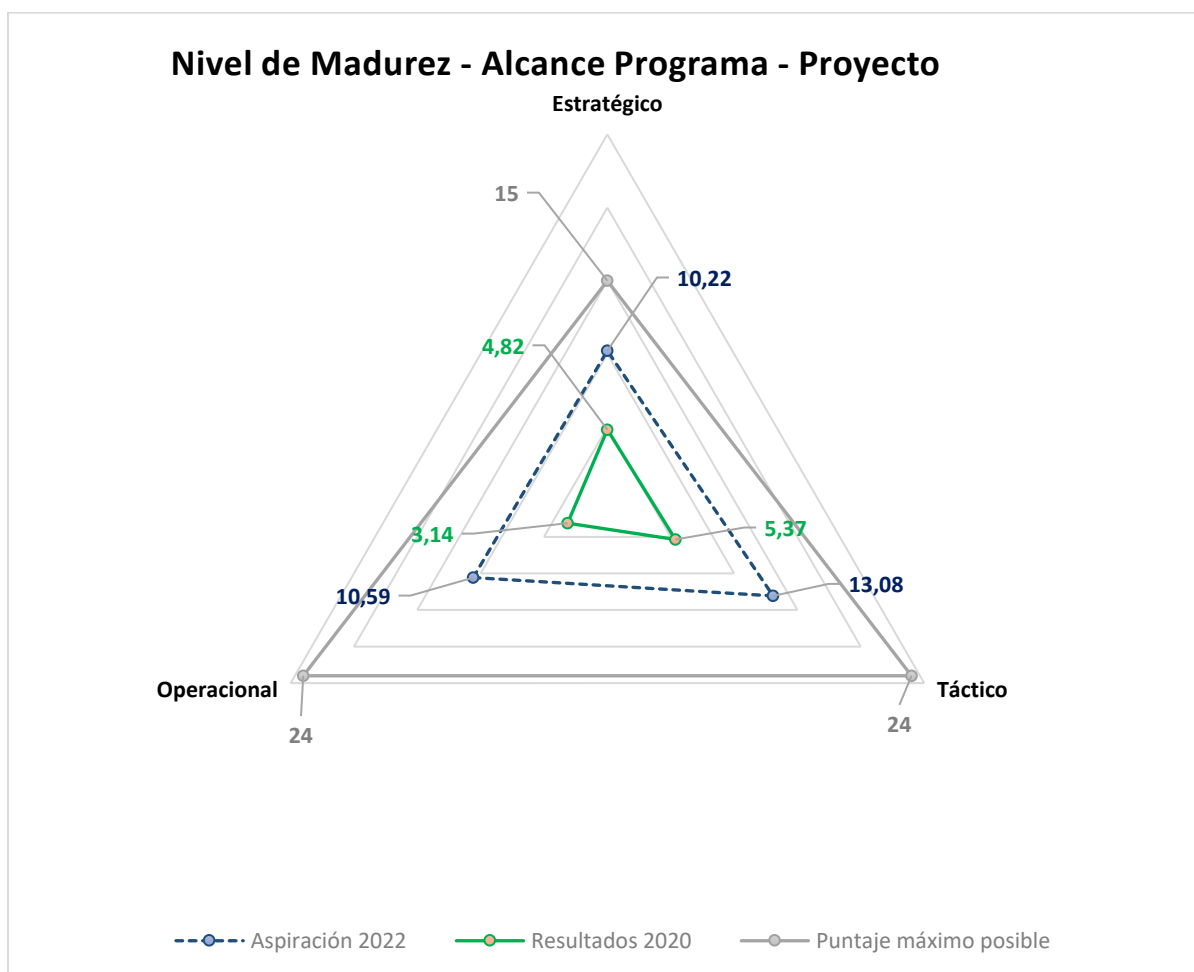 Nivel de Madurez - Alcance Programa - Proyecto
Estratégico
15
10,22
4,82
3,14
5,37
10,59
13,08
Operacional
Táctico
24
24
Aspiración 2022
Resultados 2020
Puntaje máximo posible